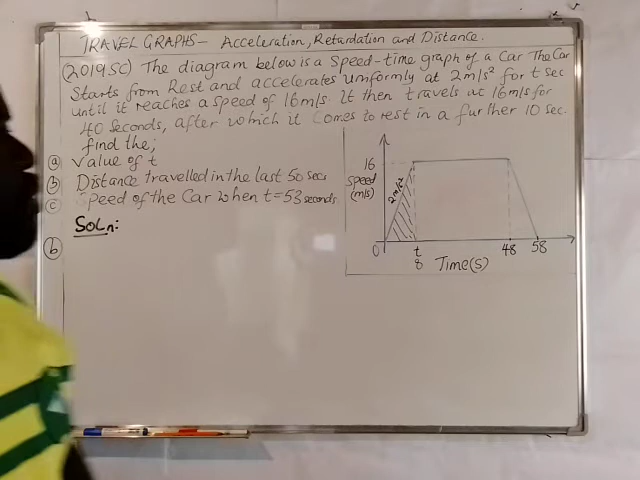 TRAVEL GRAPHS - Acceleration, Retardation and Distance.
(2019SC) The diagram below is a Speed-time graph of a Car The Car
Starts from Rest and accelerates uniformly at 2m/s² for t sec
until it reaches a speed of 16m/s. It then travels at 16m/s for
40 seconds, after which it Comes to rest in a further 10 sec.
find the;
(a) Value of t
(b) Distance travelled in the last 50 secs
(c) Speed of the Car when t=53 seconds
Soln:
(b)
16
Speed
(m/s)
2m/s²
0
t
8
48
58
Time(s)